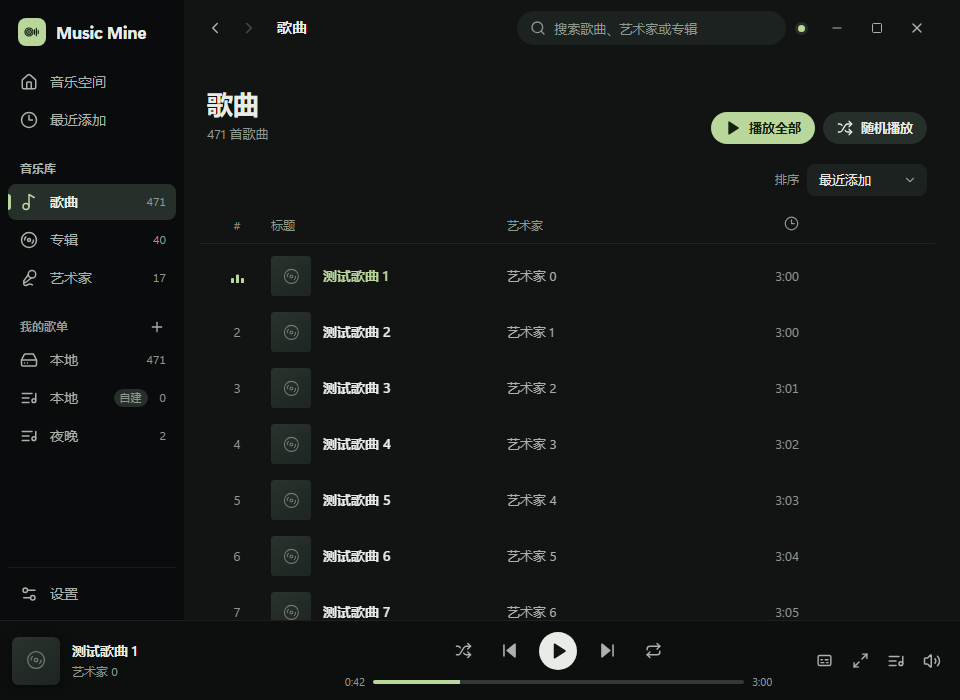 Music Mine
音乐空间
最近添加
音乐库
歌曲 471
专辑 40
艺术家 17
我的歌单
本地 471
本地 自建 0
夜晚 2
设置
歌曲
搜索歌曲、艺术家或专辑
歌曲
471 首歌曲
播放全部
随机播放
排序 最近添加
# 标题 艺术家
测试歌曲 1 艺术家 0 3:00
2 测试歌曲 2 艺术家 1 3:00
3 测试歌曲 3 艺术家 2 3:01
4 测试歌曲 4 艺术家 3 3:02
5 测试歌曲 5 艺术家 4 3:03
6 测试歌曲 6 艺术家 5 3:04
7 测试歌曲 7 艺术家 6 3:05
测试歌曲 1
艺术家 0
0:42 3:00